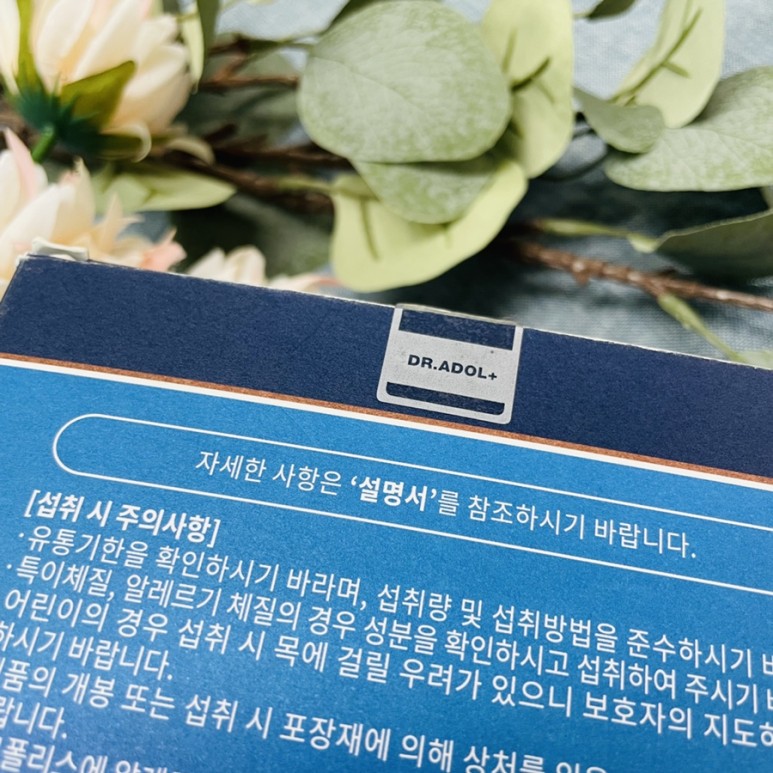 DR.ADOL+
자세한 사항은 ‘설명서’를 참조하시기 바랍니다.
[섭취 시 주의사항]
·유통기한을 확인하시기 바라며, 섭취량 및 섭취방법을 준수하시기
·특이체질, 알레르기 체질의 경우 성분을 확인하시고 섭취하여 주시기
어린이의 경우 섭취 시 목에 걸릴 우려가 있으니 보호자의 지도하
하시기 바랍니다.
품의 개봉 또는 섭취 시 포장재에 의해 상처를
랍니다.